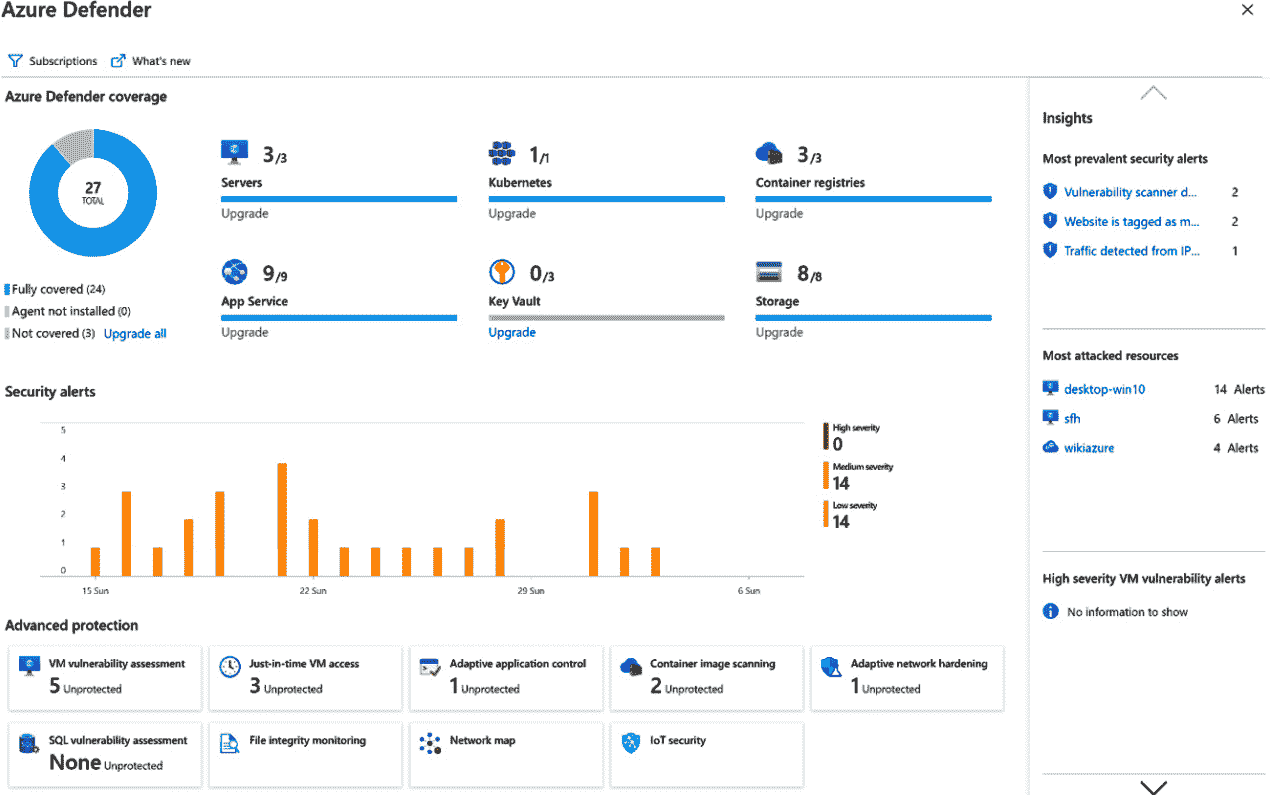 Azure Defender
Subscriptions What's new
Azure Defender coverage
27
TOTAL
Fully covered (24)
Agent not installed (0)
Not covered (3) Upgrade all
3/3
Servers
Upgrade
1/1
Kubernetes
Upgrade
3/3
Container registries
Upgrade
9/9
App Service
Upgrade
0/3
Key Vault
Upgrade
8/8
Storage
Upgrade
Security alerts
5
4
3
2
1
0
15 Sun 22 Sun 29 Sun 6 Sun
High severity
0
Medium severity
14
Low severity
14
Advanced protection
VM vulnerability assessment
5 Unprotected
Just-in-time VM access
3 Unprotected
Adaptive application control
1 Unprotected
Container image scanning
2 Unprotected
Adaptive network hardening
1 Unprotected
SQL vulnerability assessment
None Unprotected
File integrity monitoring
Network map
IoT security
Insights
Most prevalent security alerts
Vulnerability scanner d... 2
Website is tagged as m... 2
Traffic detected from IP... 1
Most attacked resources
desktop-win10 14 Alerts
sfh 6 Alerts
wikiazure 4 Alerts
High severity VM vulnerability alerts
No information to show